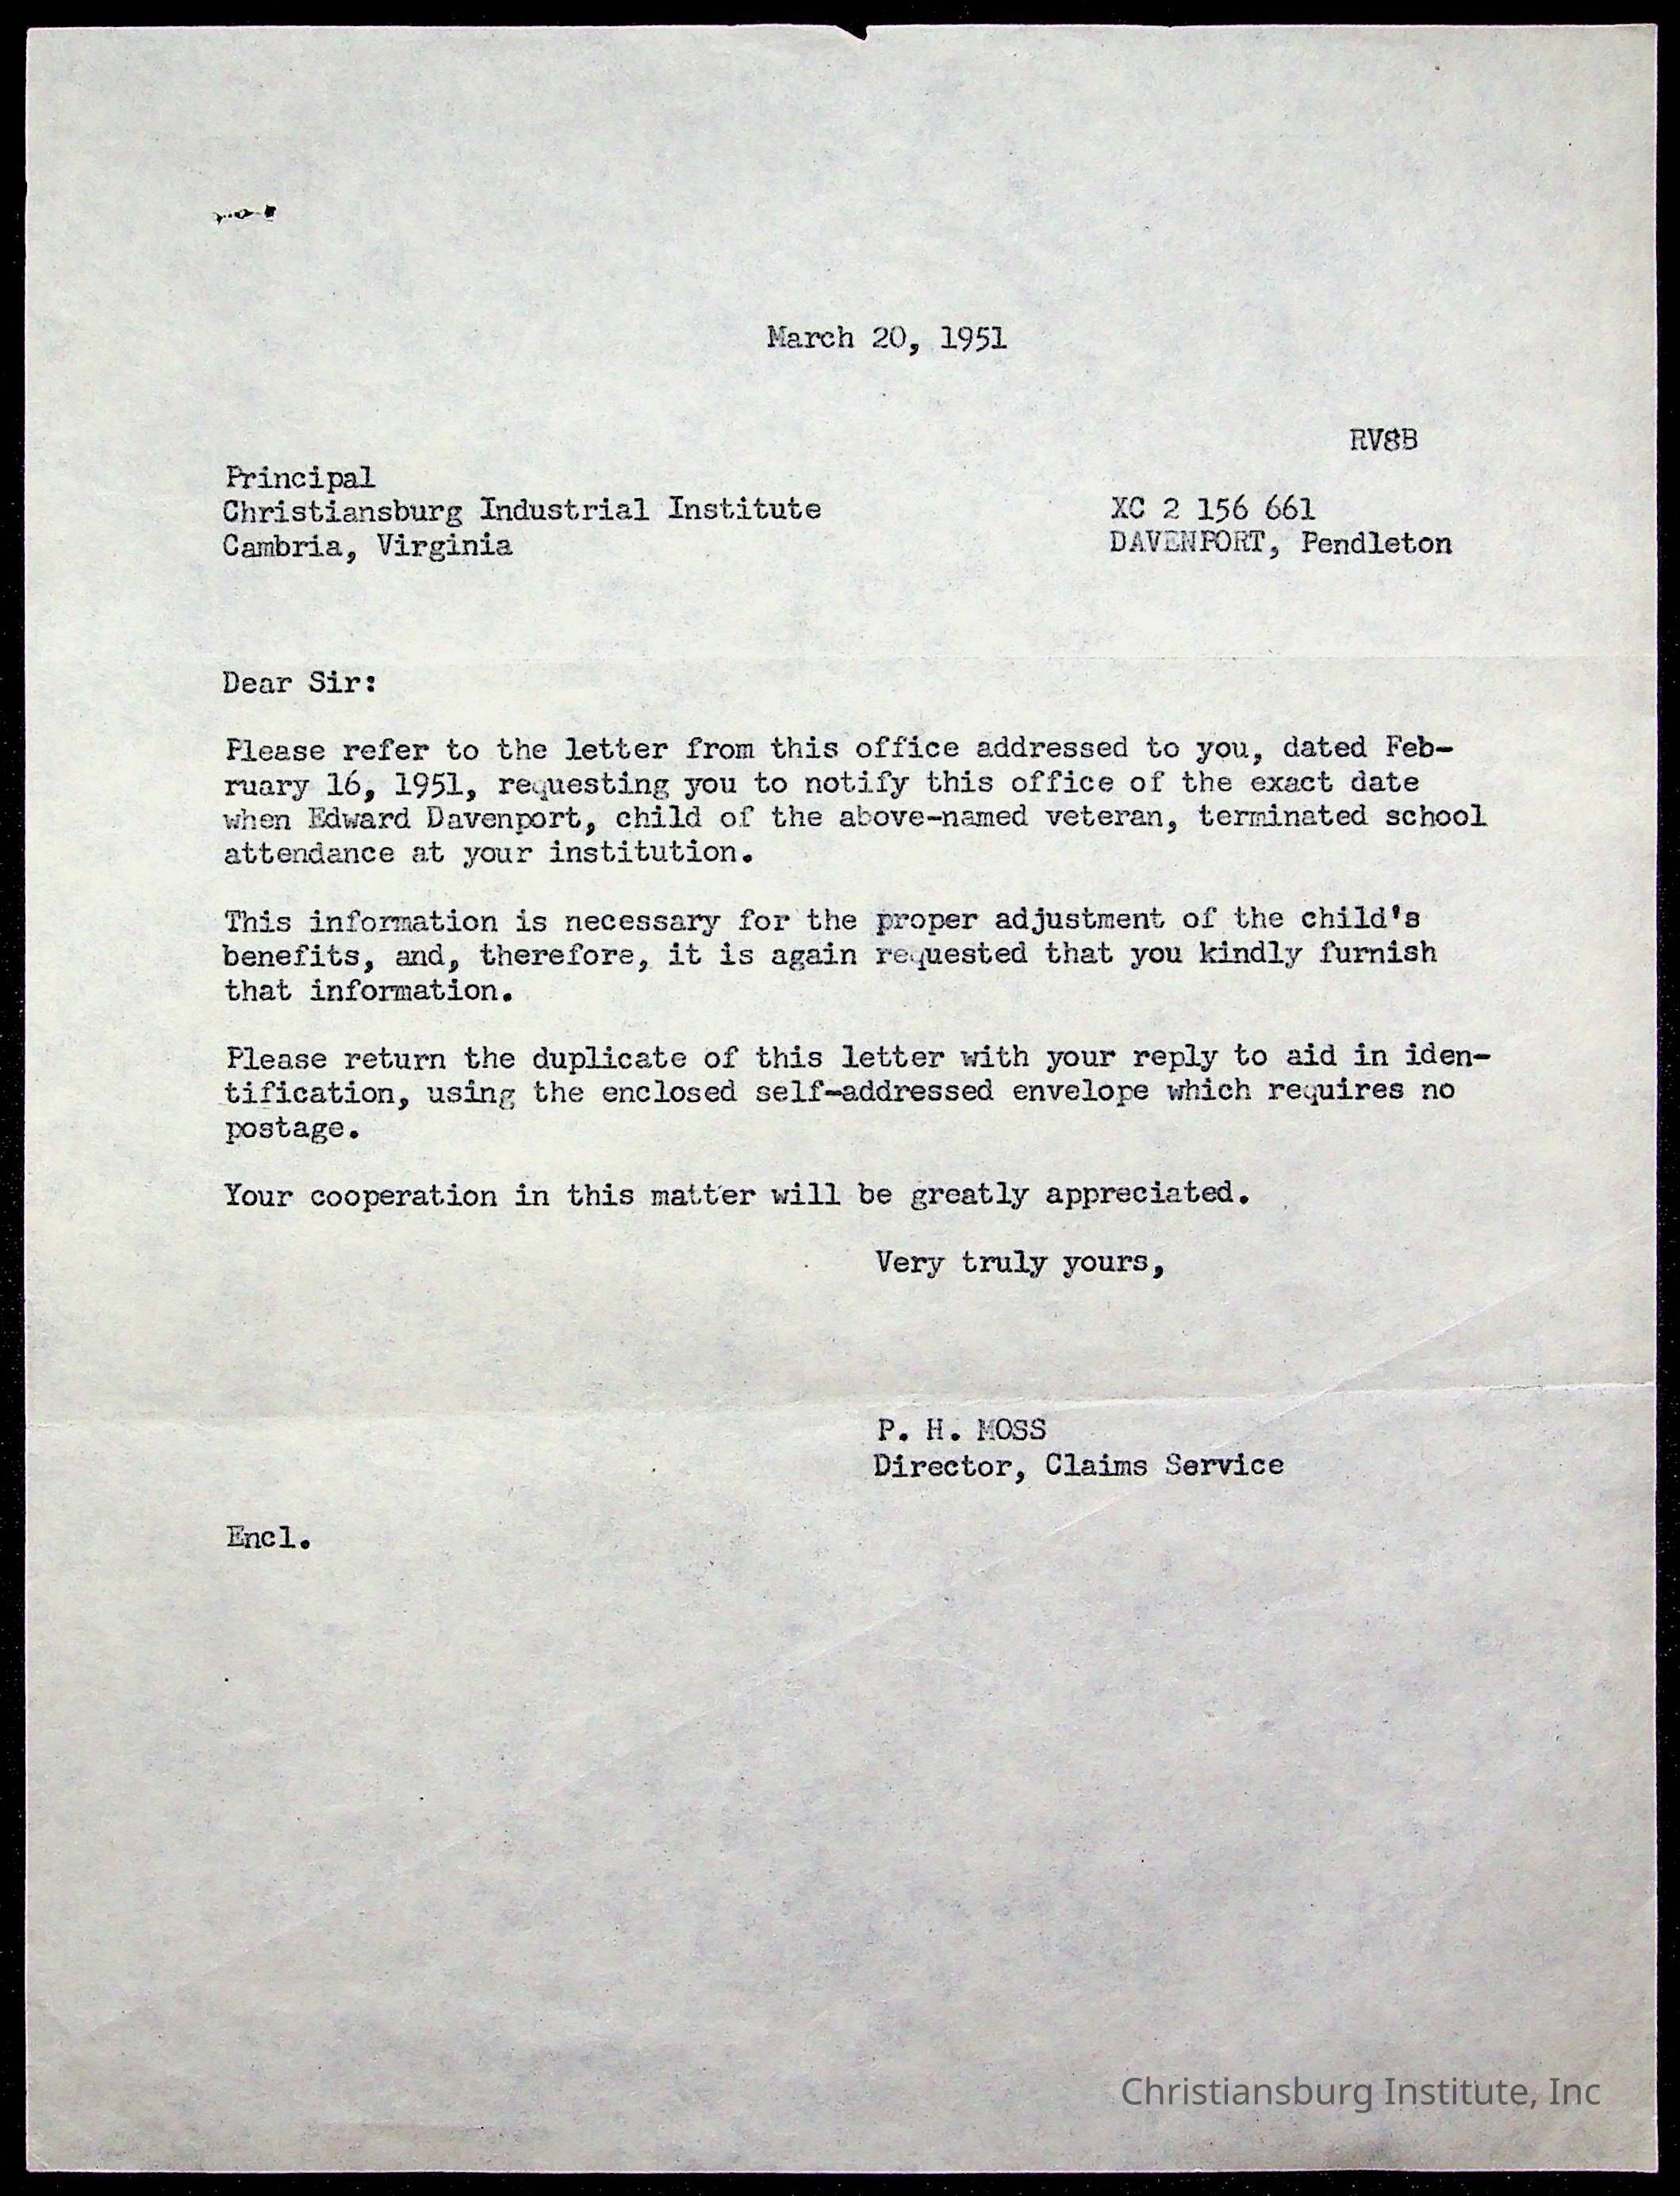 March 20, 1951
RV8B
Principal
Christiansburg Industrial Institute
XC 2 156 661
Cambria, Virginia
DAVENPORT, Pendleton
Dear Sir:
Please refer to the letter from this office addressed to you, dated Feb-
ruary 16, 1951, requesting you to notify this office of the exact date
when Edward Davenport, child of the above-named veteran, terminated school
attendance at your institution.
This information is necessary for the proper adjustment of the child's
benefits, and, therefore, it is again requested that you kindly furnish
that information.
Please return the duplicate of this letter with your reply to aid in iden-
tification, using the enclosed self-addressed envelope which requires no
postage.
Your cooperation in this matter will be greatly appreciated.
Very truly yours,
P. H. MOSS
Director, Claims Service
Encl.
Christiansburg Institute, Inc